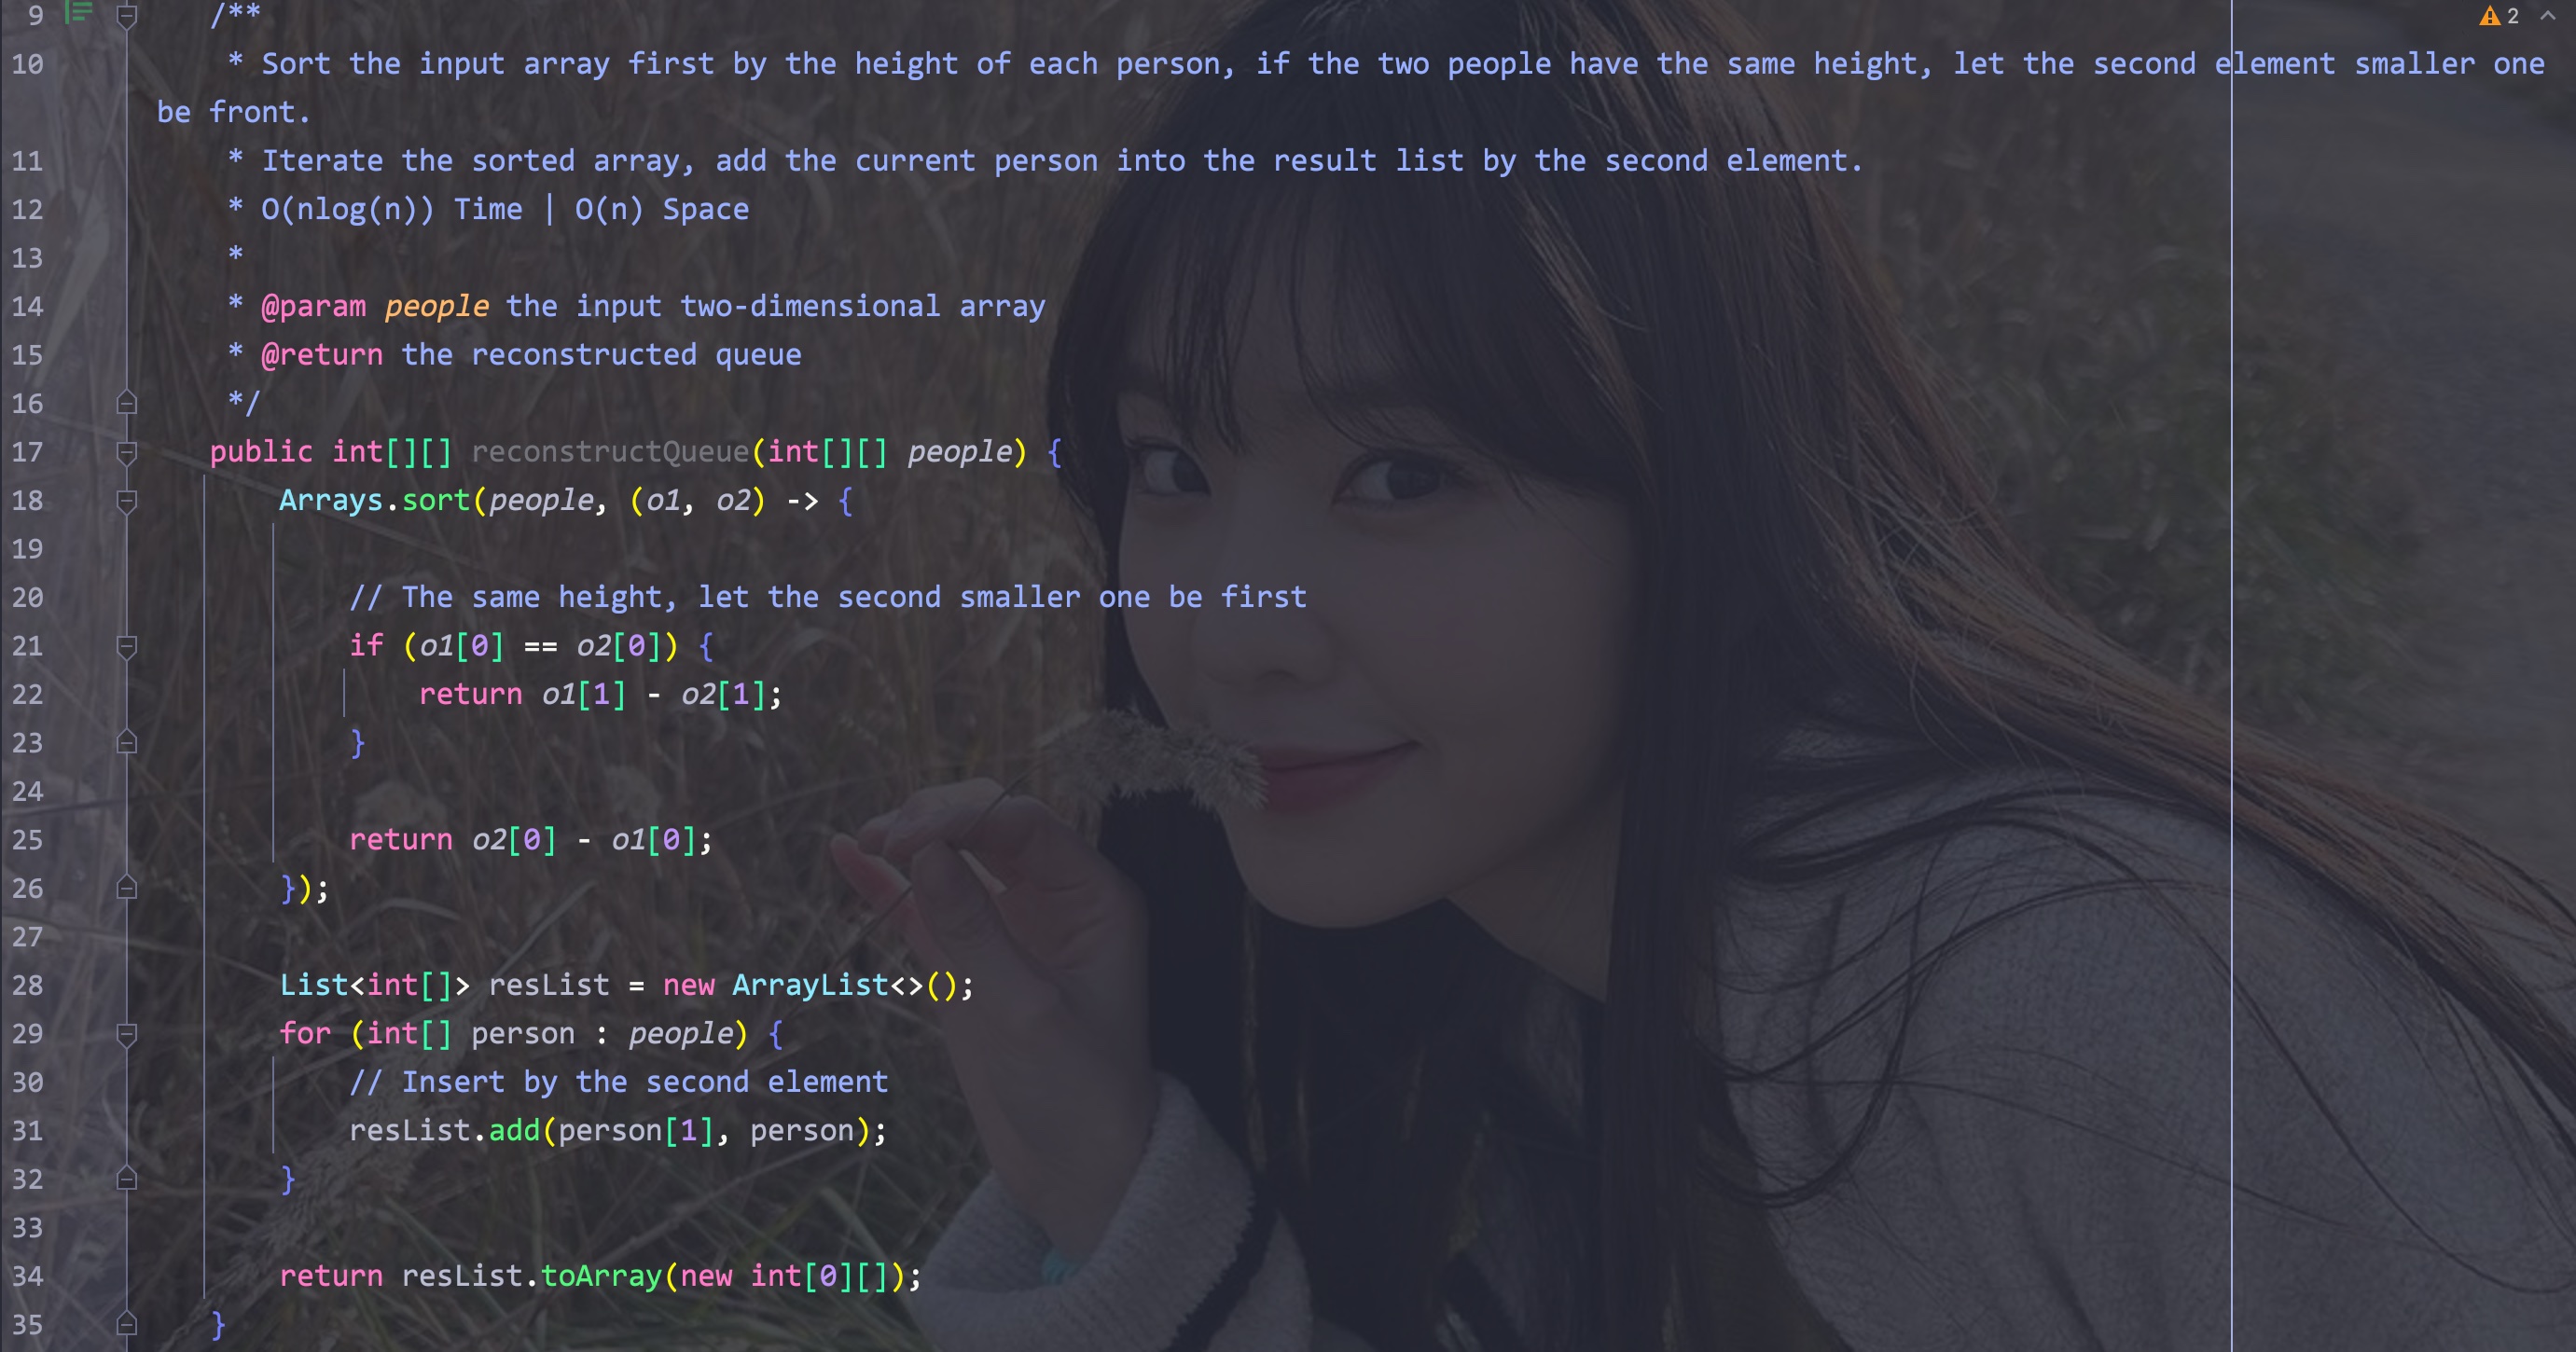 9 /**
10 * Sort the input array first by the height of each person, if the two people have the same height, let the second element smaller one
be front.
11 * Iterate the sorted array, add the current person into the result list by the second element.
12 * O(nlog(n)) Time | O(n) Space
13 *
14 * @param people the input two-dimensional array
15 * @return the reconstructed queue
16 */
17 public int[][] reconstructQueue(int[][] people) {
18 Arrays.sort(people, (o1, o2) -> {
19
20 // The same height, let the second smaller one be first
21 if (o1[0] == o2[0]) {
22 return o1[1] - o2[1];
23 }
24
25 return o2[0] - o1[0];
26 });
27
28 List<int[]> resList = new ArrayList<>();
29 for (int[] person : people) {
30 // Insert by the second element
31 resList.add(person[1], person);
32 }
33
34 return resList.toArray(new int[0][]);
35 }
2